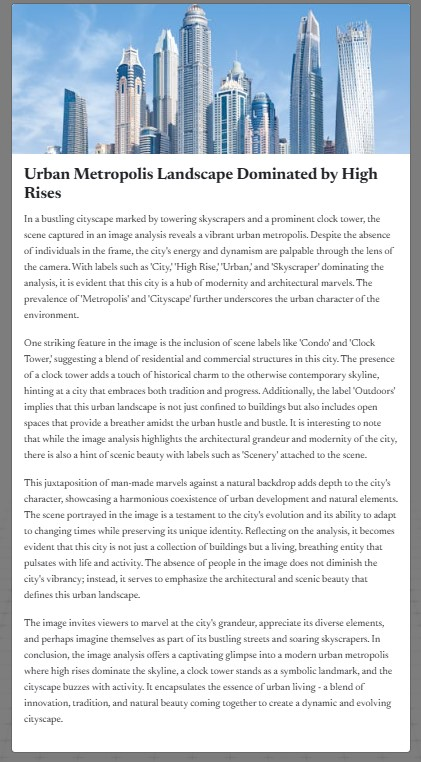 Urban Metropolis Landscape Dominated by High
Rises
In a bustling cityscape marked by towering skyscrapers and a prominent clock tower, the
scene captured in an image analysis reveals a vibrant urban metropolis. Despite the absence
of individuals in the frame, the city's energy and dynamism are palpable through the lens of
the camera. With labels such as 'City,' 'High Rise,' 'Urban,' and 'Skyscraper' dominating the
analysis, it is evident that this city is a hub of modernity and architectural marvels. The
prevalence of 'Metropolis' and 'Cityscape' further underscores the urban character of the
environment.
One striking feature in the image is the inclusion of scene labels like 'Condo' and 'Clock
Tower,' suggesting a blend of residential and commercial structures in this city. The presence
of a clock tower adds a touch of historical charm to the otherwise contemporary skyline,
hinting at a city that embraces both tradition and progress. Additionally, the label 'Outdoors'
implies that this urban landscape is not just confined to buildings but also includes open
spaces that provide a breather amidst the urban hustle and bustle. It is interesting to note
that while the image analysis highlights the architectural grandeur and modernity of the city,
there is also a hint of scenic beauty with labels such as 'Scenery' attached to the scene.
This juxtaposition of man-made marvels against a natural backdrop adds depth to the city's
character, showcasing a harmonious coexistence of urban development and natural elements.
The scene portrayed in the image is a testament to the city's evolution and its ability to adapt
to changing times while preserving its unique identity. Reflecting on the analysis, it becomes
evident that this city is not just a collection of buildings but a living, breathing entity that
pulsates with life and activity. The absence of people in the image does not diminish the
city's vibrancy; instead, it serves to emphasize the architectural and scenic beauty that
defines this urban landscape.
The image invites viewers to marvel at the city's grandeur, appreciate its diverse elements,
and perhaps imagine themselves as part of its bustling streets and soaring skyscrapers. In
conclusion, the image analysis offers a captivating glimpse into a modern urban metropolis
where high rises dominate the skyline, a clock tower stands as a symbolic landmark, and the
cityscape buzzes with activity. It encapsulates the essence of urban living - a blend of
innovation, tradition, and natural beauty coming together to create a dynamic and evolving
cityscape.